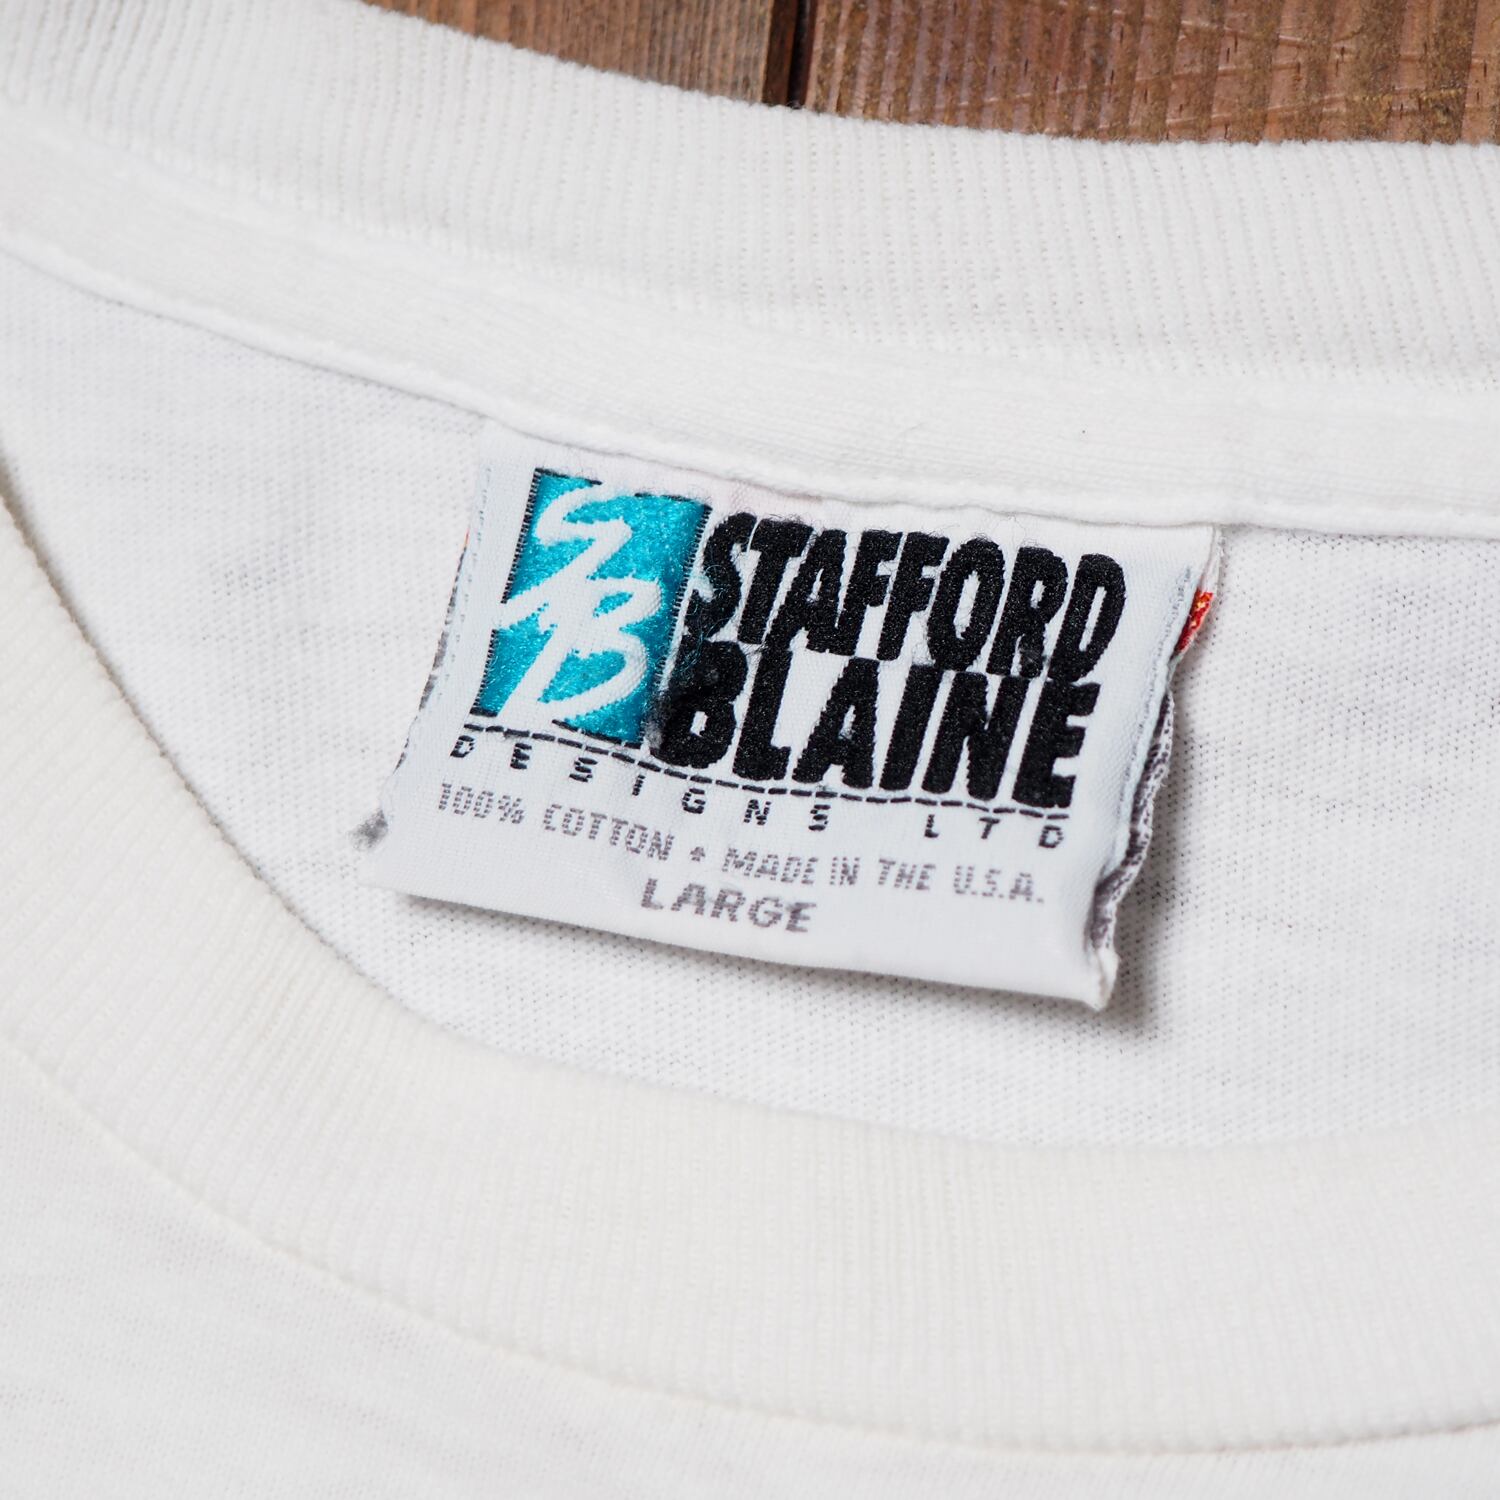 SB
STAFFORD
BLAINE
DESIGNS LTD
100% COTTON • MADE IN THE U.S.A.
LARGE